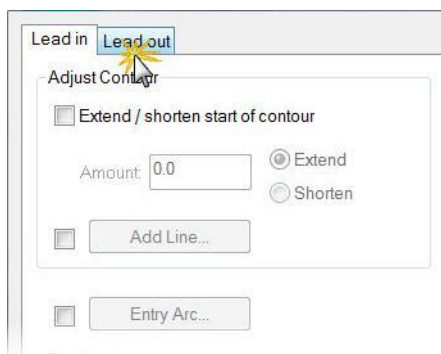 Lead in Lead out
Adjust Contour
Extend / shorten start of contour
Amount: 0.0
Extend
Shorten
Add Line...
Entry Arc...